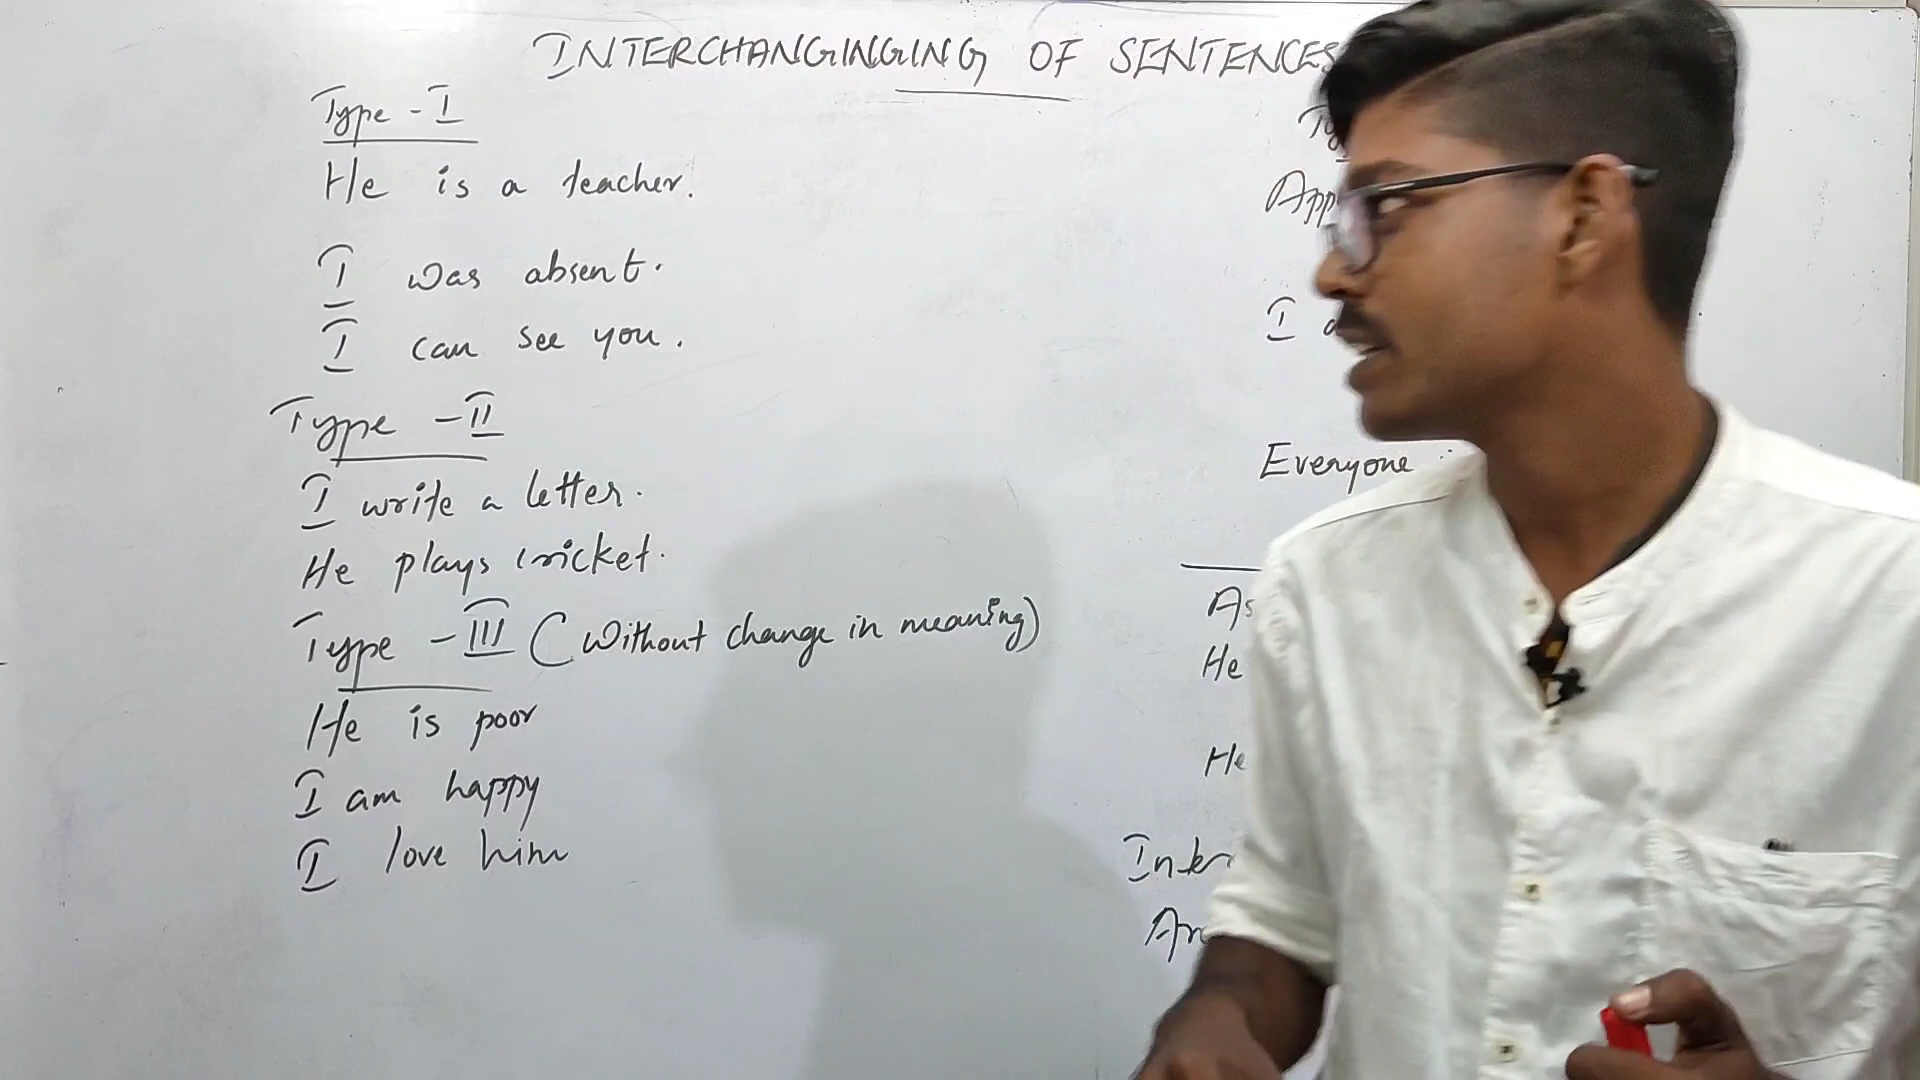 INTERCHANGINGING OF SENTENCES
Type - I
He is a teacher.
I was absent.
I can see you.
Type - II
I write a letter.
He plays cricket.
Type - III (Without change in meaning)
He is poor
I am happy
I love him
I
Everyone
As
He
He